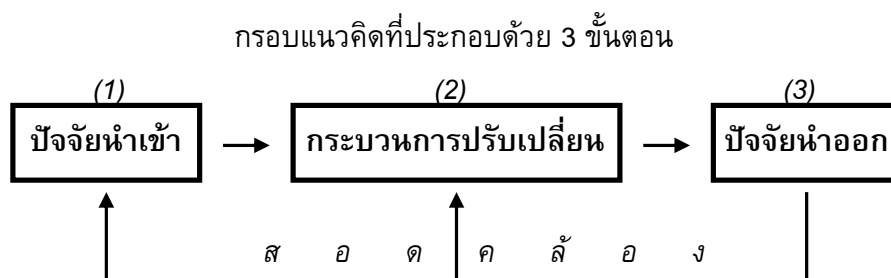 กรอบแนวคิดที่ประกอบด้วย 3 ขั้นตอน
(1) (2) (3)
ปัจจัยนำเข้า กระบวนการปรับเปลี่ยน ปัจจัยนำออก
ส อ ด ค ล้ อ ง